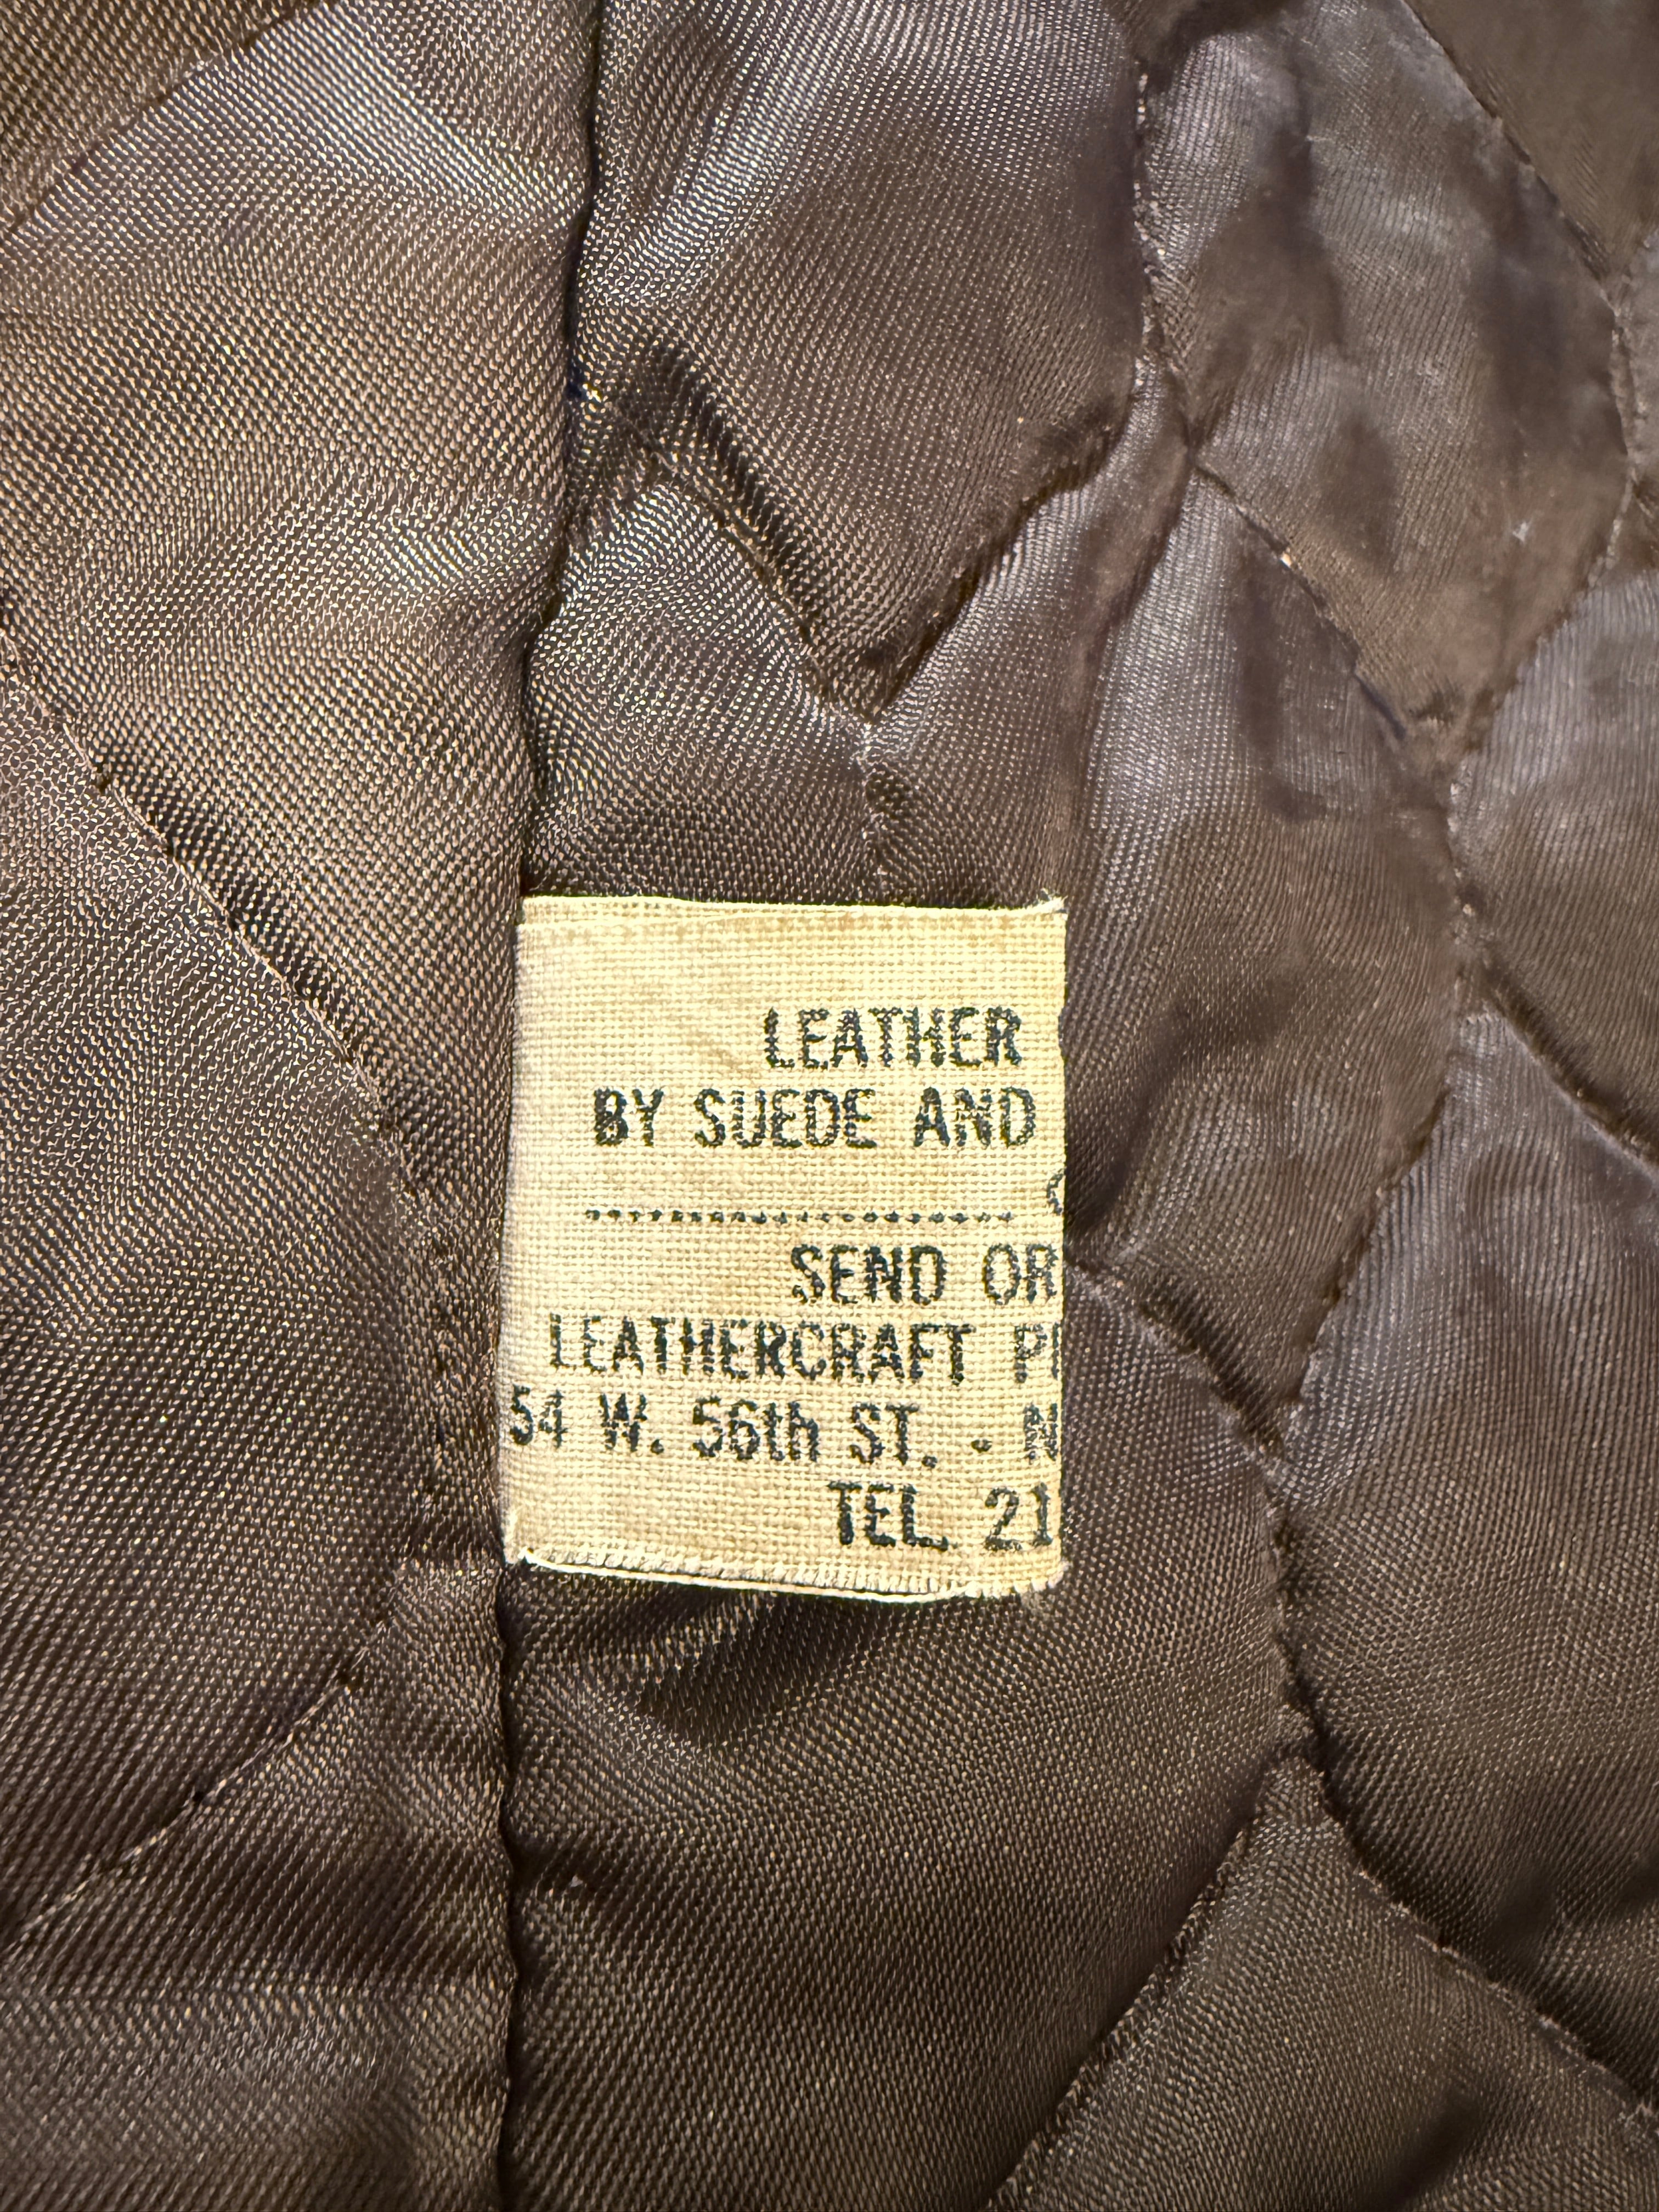 LEATHER
BY SUEDE AND
SEND OR
LEATHERCRAFT
54 W. 56th ST. -
TEL. 21